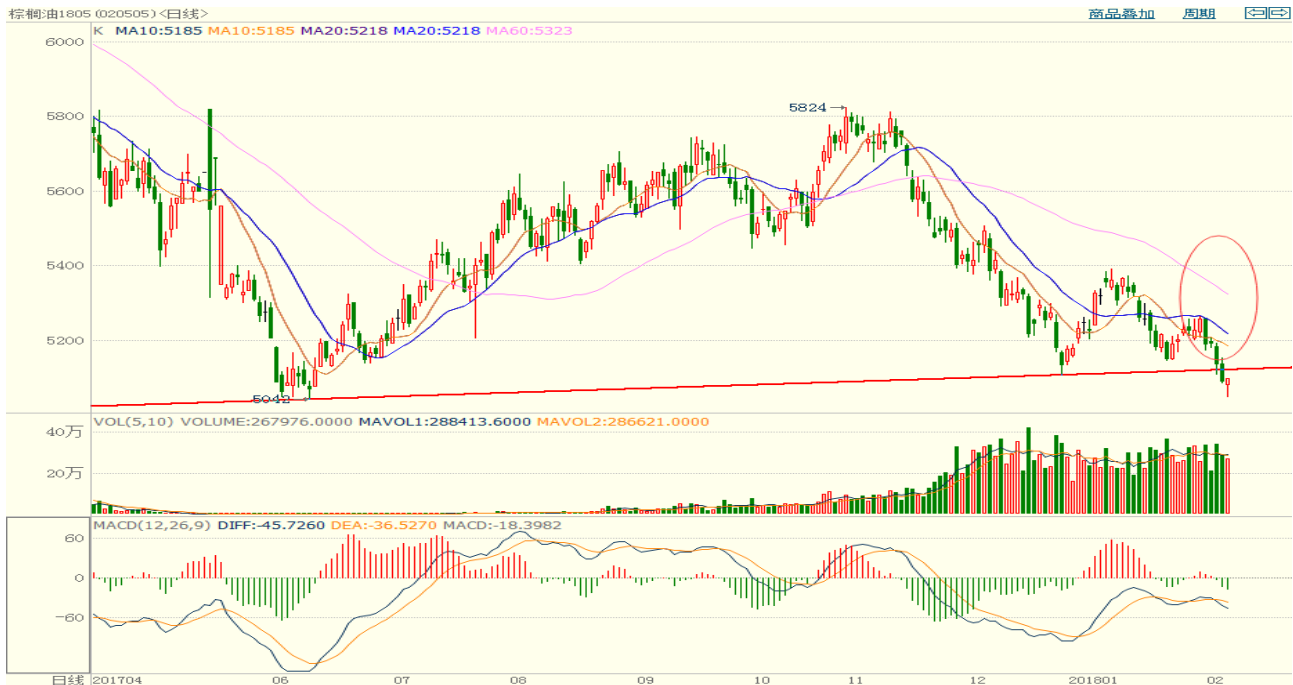 棕榈油1805 (020505) <日线> 商品叠加 周期
K MA10:5185 MA10:5185 MA20:5218 MA20:5218 MA60:5323
6000
5800
5600
5400
5200
5824
5042
VOL(5,10) VOLUME:267976.0000 MAVOL1:288413.6000 MAVOL2:286621.0000
40万
20万
MACD(12,26,9) DIFF:-45.7260 DEA:-36.5270 MACD:-18.3982
60
0
-60
日线 201704 06 07 08 09 10 11 12 201801 02